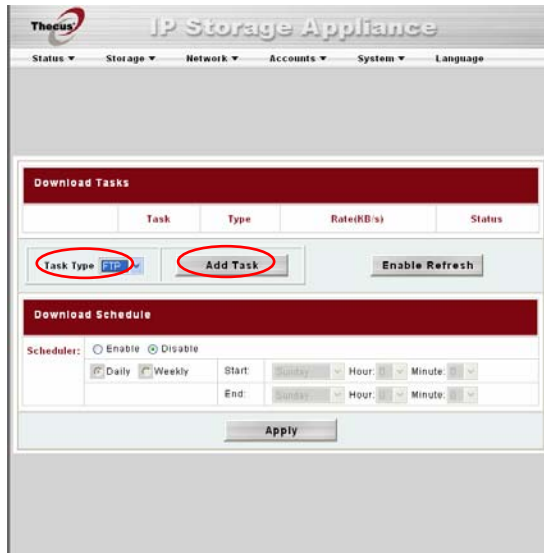 Thecus
IP Storage Appliance
Status Storage Network Accounts System Language
Download Tasks
Task Type Rate(KB/s) Status
Task Type FTP Add Task Enable Refresh
Download Schedule
Scheduler: Enable Disable
Daily Weekly Start: Sunday Hour: 0 Minute: 0
End: Sunday Hour: 0 Minute: 0
Apply